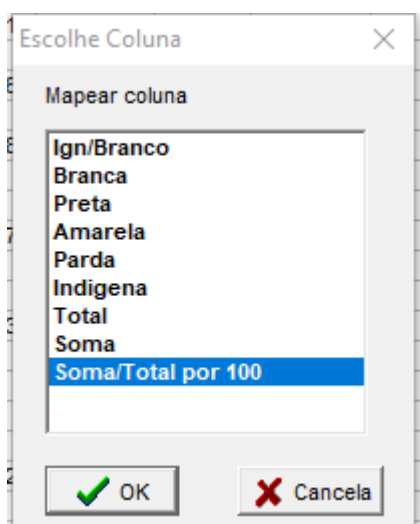 Escolhe Coluna
Mapear coluna
Ign/Branco
Branca
Preta
Amarela
Parda
Indigena
Total
Soma
Soma/Total por 100
OK
Cancela